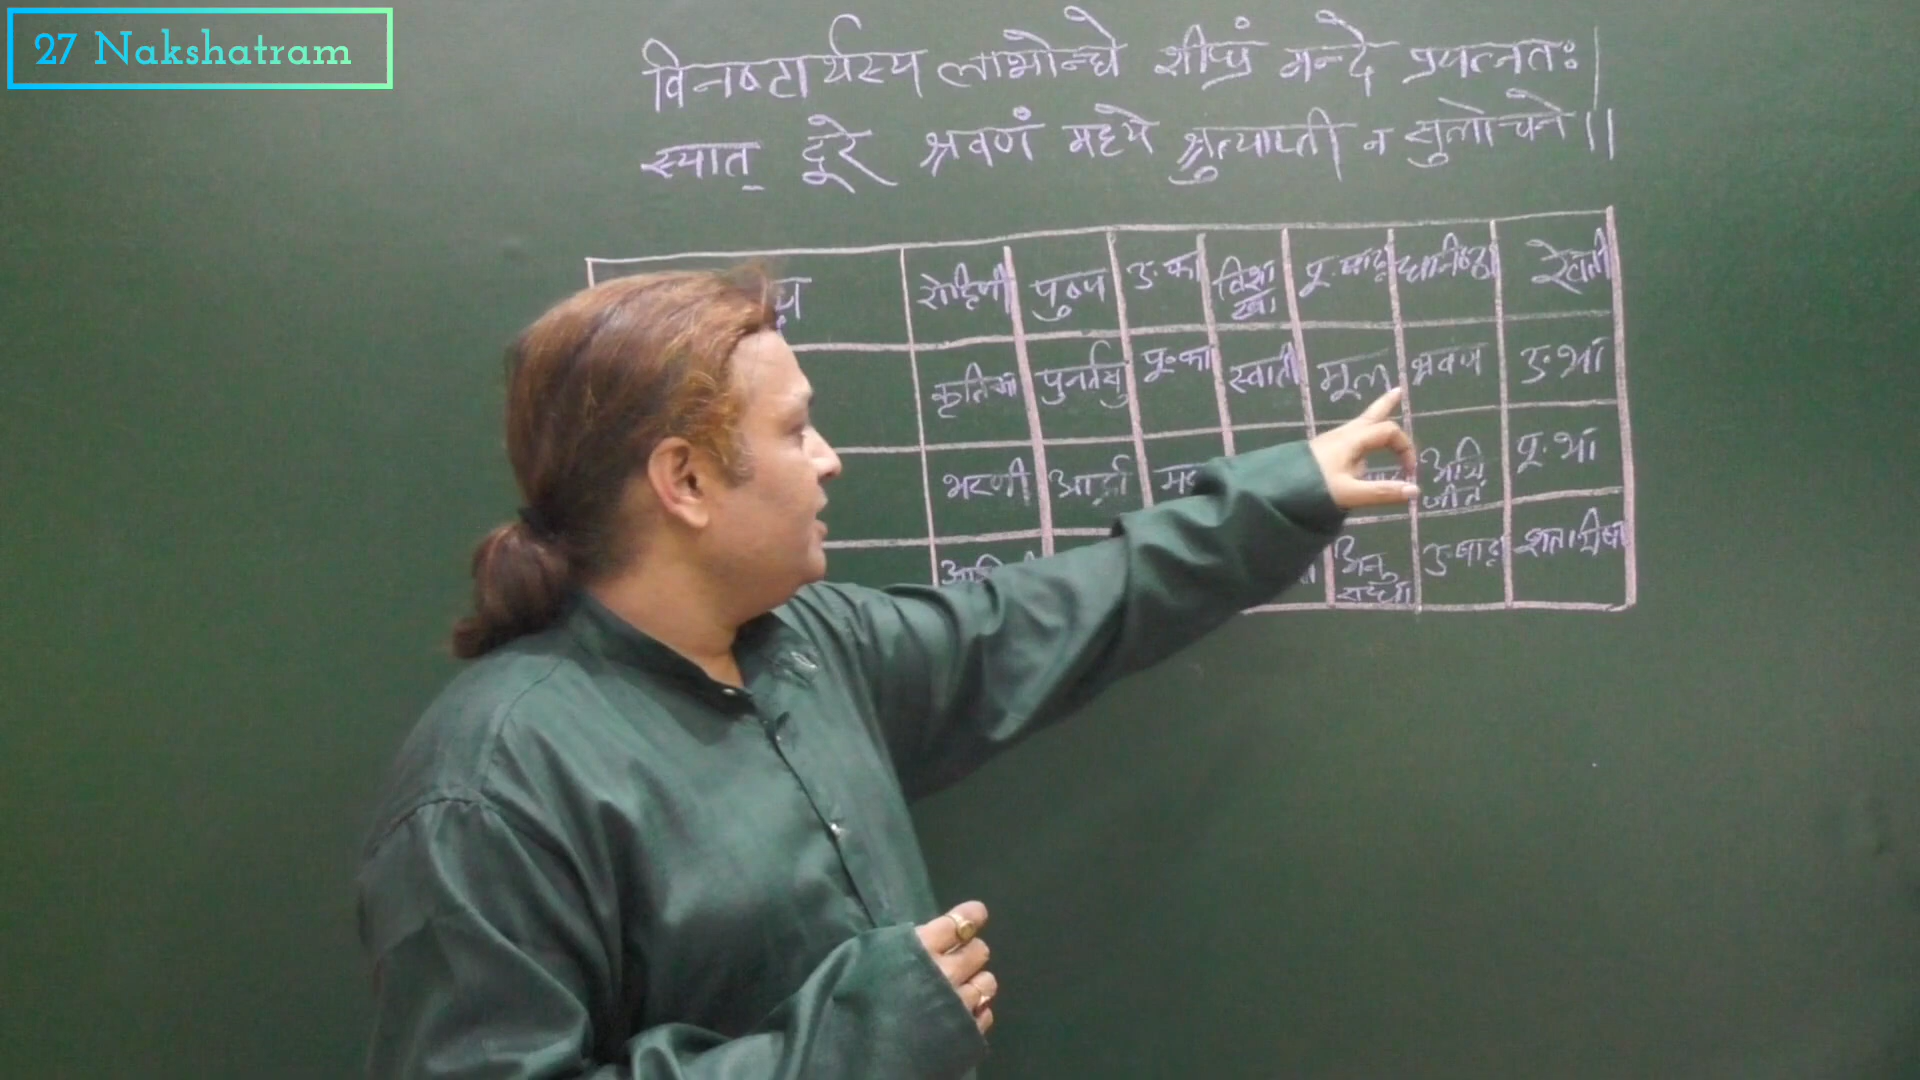 27 Nakshatram
विनष्टार्थस्य लाभोन्धे शीघ्रं मन्दे प्रयत्नतः|
स्यात् दूरे श्रवणं मध्ये श्रुत्याप्ती न सुलोचने||
रोहिणी पुष्य उ.फा विशाखा पू.षाढ़ा धनिष्ठा रेवती
कृतिका पुनर्वसु पू.फा स्वाती मूल श्रवण उ.भा
भरणी आर्द्रा अभिजीत पू.भा
अनुराधा उ.षाढ़ा शतभिषा